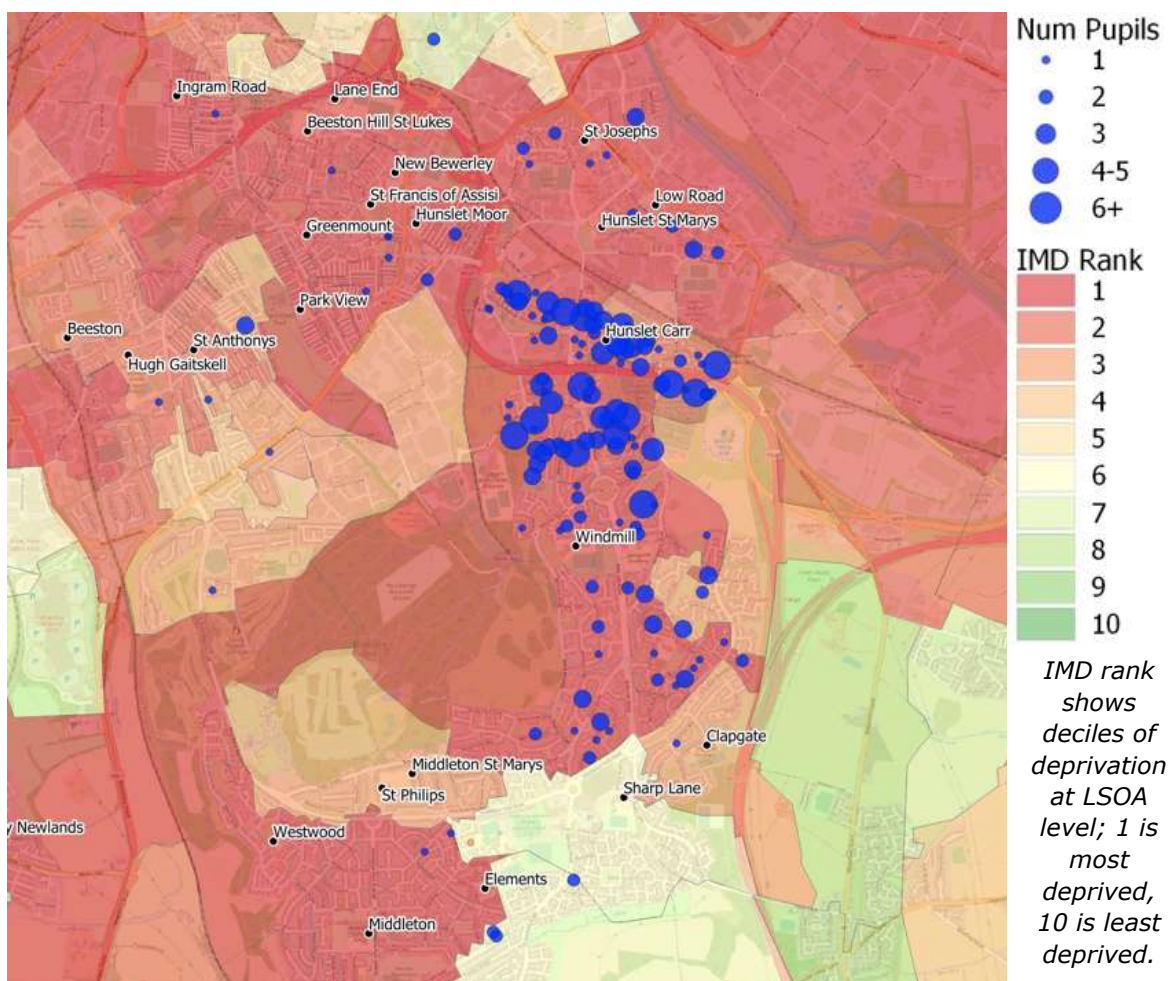 Ingram Road
Lane End
Beeston Hill St Lukes
St Josephs
New Bewerley
St Francis of Assisi
Low Road
Hunslet Moor
Hunslet St Marys
Greenmount
Park View
Beeston
St Anthonys
Hunslet Carr
Hugh Gaitskell
Windmill
Clapgate
Middleton St Marys
St Philips
Sharp Lane
y Newlands
Westwood
Elements
Middleton
Num Pupils
1
2
3
4-5
6+
IMD Rank
1
2
3
4
5
6
7
8
9
10
IMD rank
shows
deciles of
deprivation
at LSOA
level; 1 is
most
deprived,
10 is least
deprived.